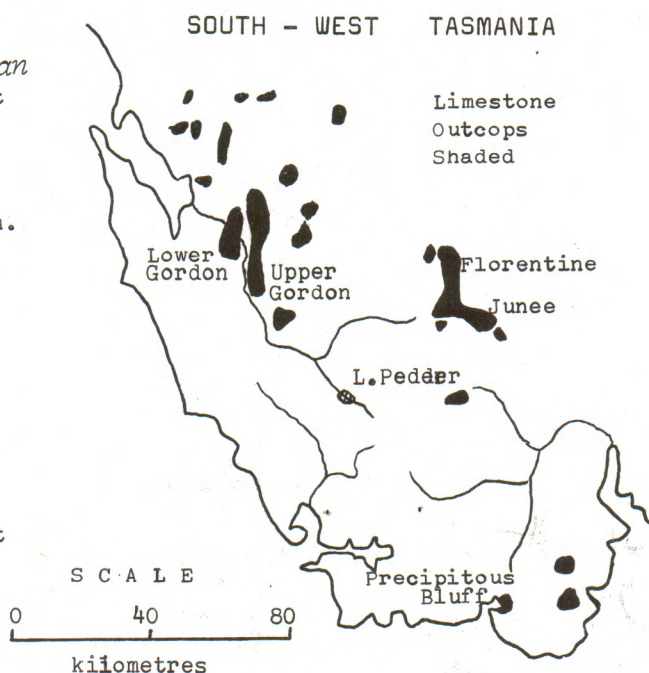 SOUTH - WEST TASMANIA
an
Limestone
Outcops
Shaded
Lower
Gordon
Upper
Gordon
Florentine
Junee
L.Pedder
Precipitous
Bluff
SCALE
0 40 80
kilometres